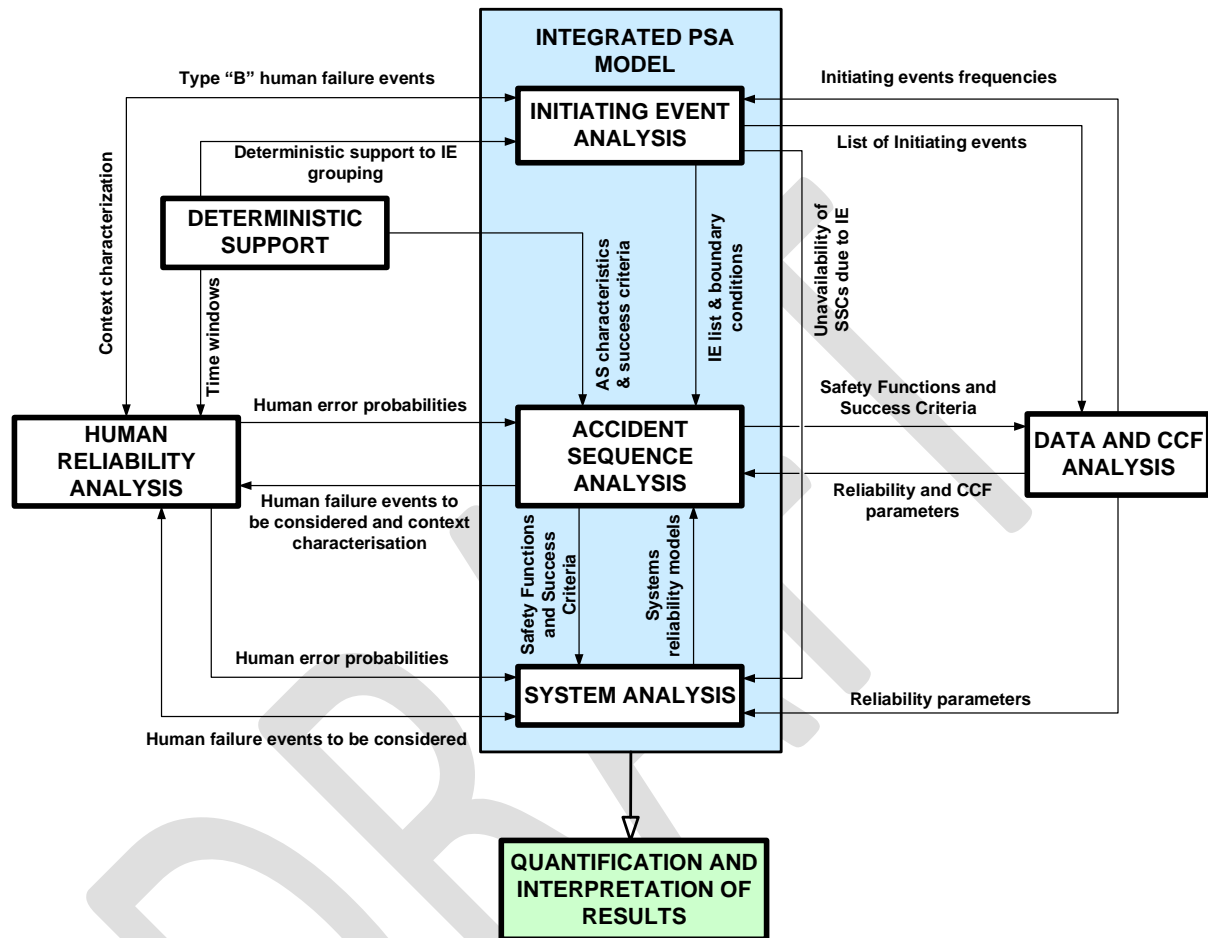 INTEGRATED PSA
MODEL
Type “B” human failure events
Initiating events frequencies
INITIATING EVENT
ANALYSIS
List of Initiating events
Deterministic support to IE
grouping
DETERMINISTIC
SUPPORT
Context characterization
Time windows
AS characteristics
& success criteria
IE list & boundary
conditions
Unavailability of
SSCs due to IE
Human error probabilities
Safety Functions and
Success Criteria
HUMAN
RELIABILITY
ANALYSIS
ACCIDENT
SEQUENCE
ANALYSIS
DATA AND CCF
ANALYSIS
Human failure events to
be considered and context
characterisation
Reliability and CCF
parameters
Safety Functions
and Success
Criteria
Systems
reliability models
Human error probabilities
SYSTEM ANALYSIS
Reliability parameters
Human failure events to be considered
QUANTIFICATION AND
INTERPRETATION OF
RESULTS
DRAFT